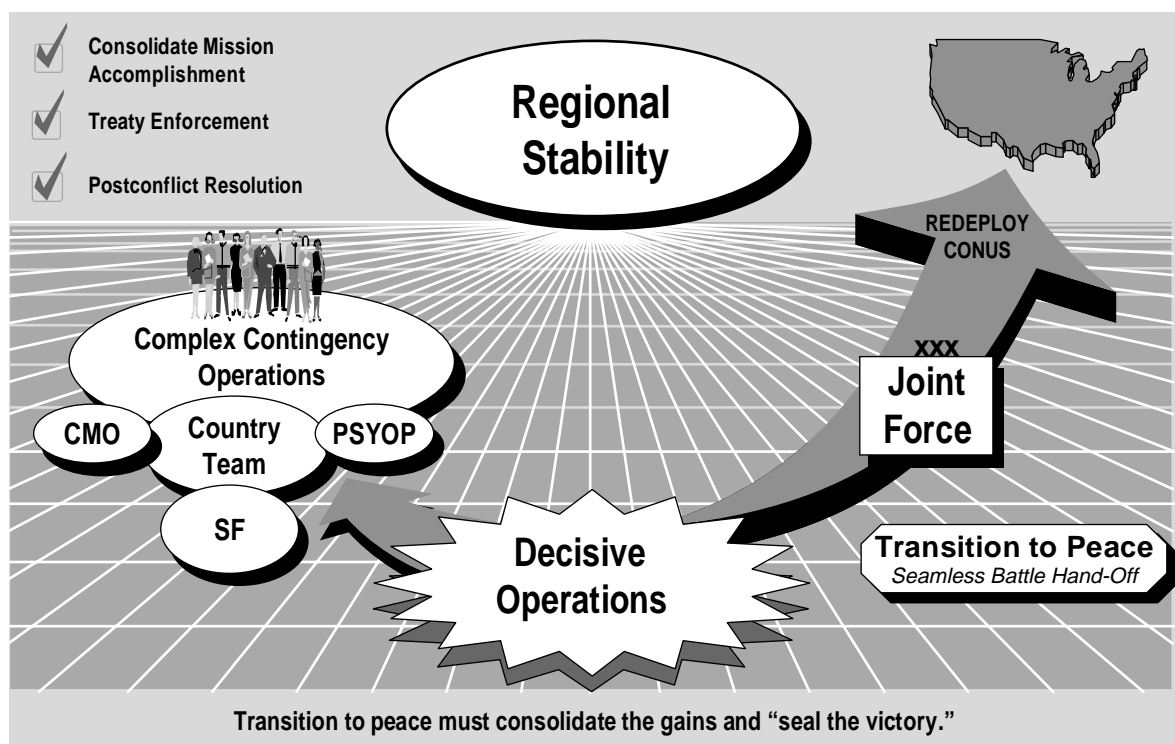 Consolidate Mission
Accomplishment
Treaty Enforcement
Postconflict Resolution
Regional
Stability
REDEPLOY
CONUS
Complex Contingency
Operations
CMO
Country
Team
PSYOP
SF
XXX
Joint
Force
Decisive
Operations
Transition to Peace
Seamless Battle Hand-Off
Transition to peace must consolidate the gains and “seal the victory.”